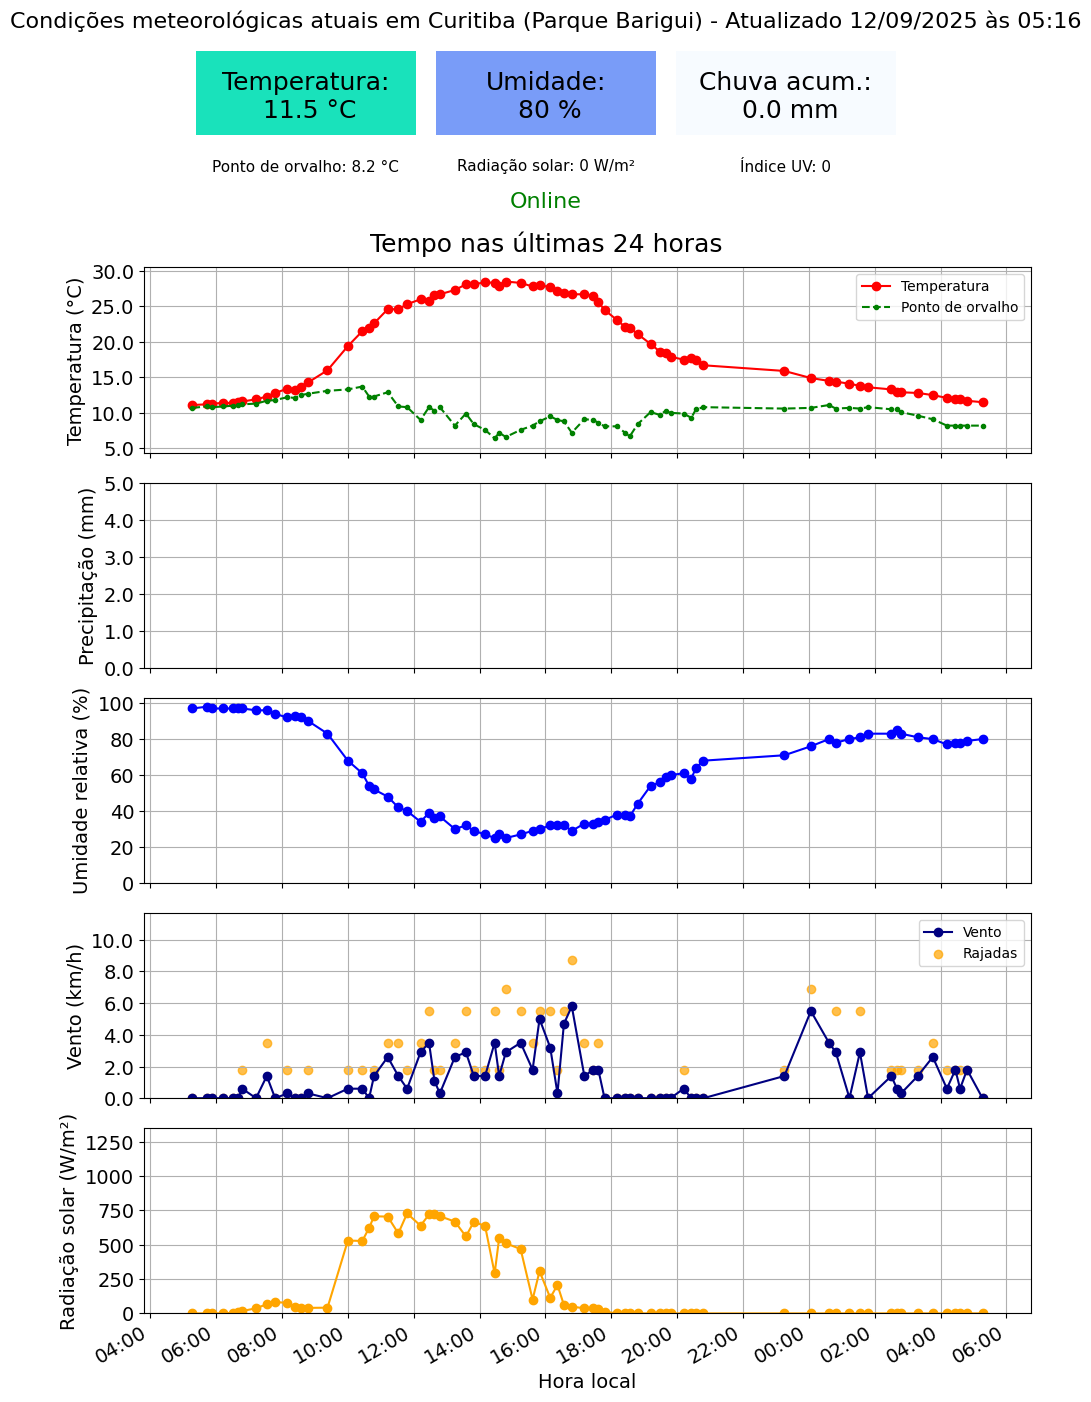 Condições meteorológicas atuais em Curitiba (Parque Barigui) - Atualizado 12/09/2025 às 05:16
Temperatura:
11.5 °C
Umidade:
80 %
Chuva acum.:
0.0 mm
Ponto de orvalho: 8.2 °C
Radiação solar: 0 W/m²
Índice UV: 0
Online
Tempo nas últimas 24 horas
Temperatura (°C)
30.0
25.0
20.0
15.0
10.0
5.0
Temperatura
Ponto de orvalho
Precipitação (mm)
5.0
4.0
3.0
2.0
1.0
0.0
Umidade relativa (%)
100
80
60
40
20
0
Vento (km/h)
10.0
8.0
6.0
4.0
2.0
0.0
Vento
Rajadas
Radiação solar (W/m²)
1250
1000
750
500
250
0
04:00
06:00
08:00
10:00
12:00
14:00
16:00
18:00
20:00
22:00
00:00
02:00
04:00
06:00
Hora local